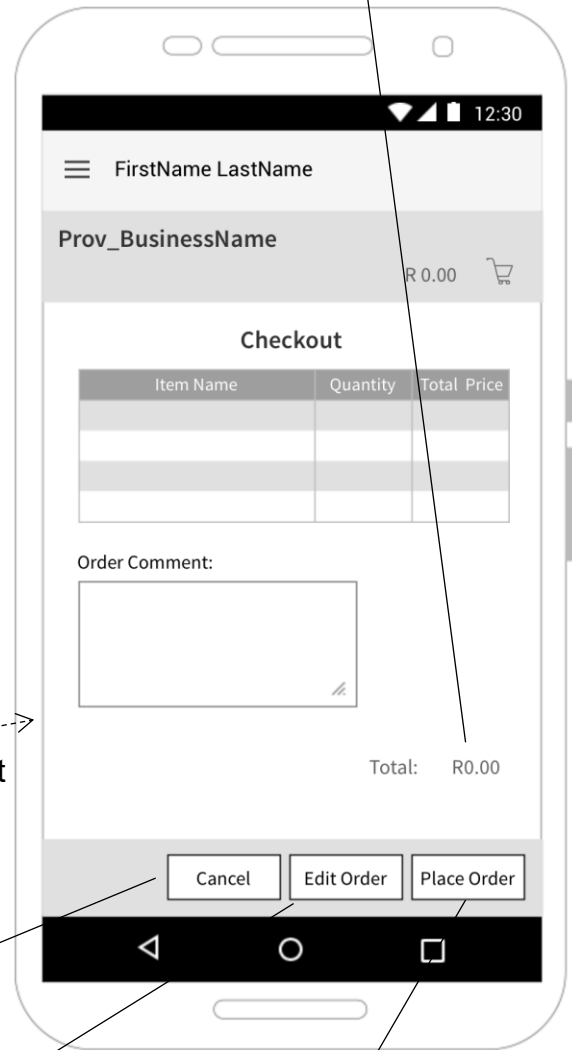 12:30
FirstName LastName
Prov_BusinessName
R 0.00
Checkout
Item Name Quantity Total Price
Order Comment:
t
Total: R0.00
Cancel Edit Order Place Order